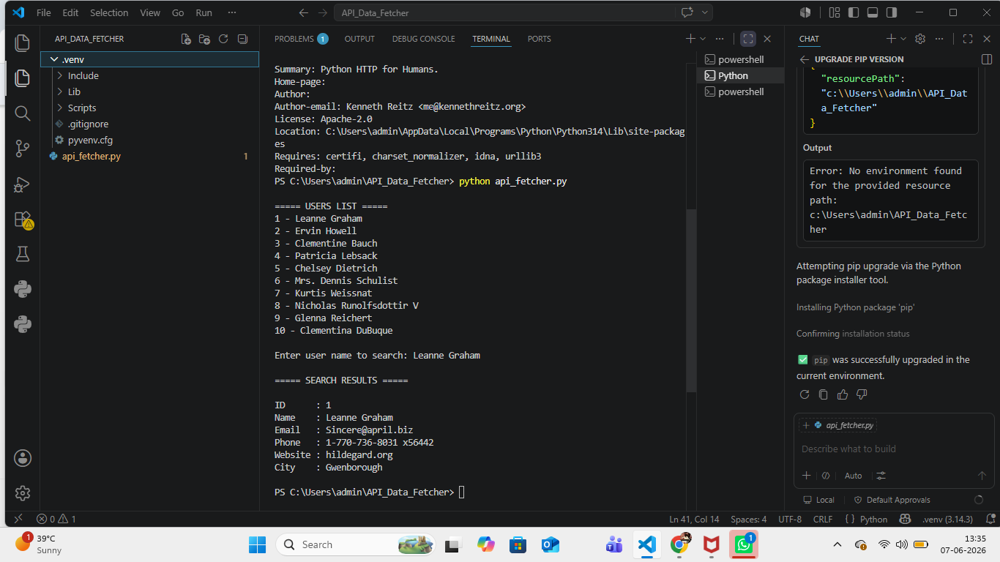 File Edit Selection View Go Run ···
API_Data_Fetcher
API_DATA_FETCHER
.venv
Include
Lib
Scripts
.gitignore
pyvenv.cfg
api_fetcher.py 1
PROBLEMS 1 OUTPUT DEBUG CONSOLE TERMINAL PORTS
Summary: Python HTTP for Humans.
Home-page:
Author:
Author-email: Kenneth Reitz <me@kennethreitz.org>
License: Apache-2.0
Location: C:\Users\admin\AppData\Local\Programs\Python\Python314\Lib\site-packag
es
Requires: certifi, charset_normalizer, idna, urllib3
Required-by:
PS C:\Users\admin\API_Data_Fetcher> python api_fetcher.py
===== USERS LIST =====
1 - Leanne Graham
2 - Ervin Howell
3 - Clementine Bauch
4 - Patricia Lebsack
5 - Chelsey Dietrich
6 - Mrs. Dennis Schulist
7 - Kurtis Weissnat
8 - Nicholas Runolfsdottir V
9 - Glenna Reichert
10 - Clementina DuBuque
Enter user name to search: Leanne Graham
===== SEARCH RESULTS =====
ID : 1
Name : Leanne Graham
Email : Sincere@april.biz
Phone : 1-770-736-8031 x56442
Website : hildegard.org
City : Gwenborough
PS C:\Users\admin\API_Data_Fetcher>
powershell
Python
powershell
CHAT
UPGRADE PIP VERSION
{
"resourcePath":
"c:\\Users\\admin\\API_Dat
a_Fetcher"
}
Output
Error: No environment found
for the provided resource
path:
c:\Users\admin\API_Data_Fetc
her
Attempting pip upgrade via the Python
package installer tool.
Installing Python package 'pip'
Confirming installation status
✅ pip was successfully upgraded in the
current environment.
api_fetcher.py
Describe what to build
Auto
Local Default Approvals
0 1
Ln 41, Col 14 Spaces: 4 UTF-8 CRLF { } Python .venv (3.14.3)
1
39°C
Sunny
Search
1
13:35
07-06-2026